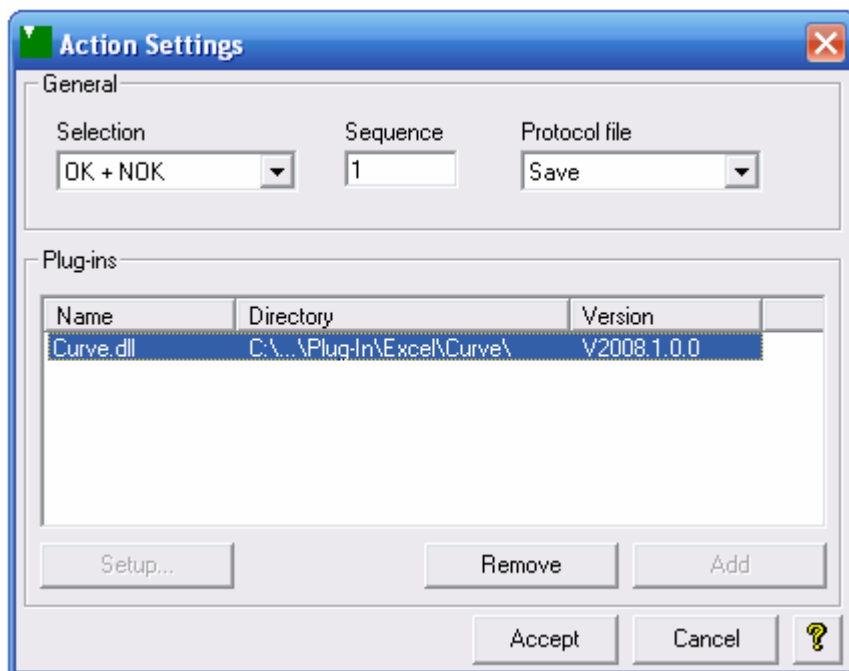 Action Settings
General
Selection Sequence Protocol file
OK + NOK 1 Save
Plug-ins
Name Directory Version
Curve.dll C:\...\Plug-In\Excel\Curve\ V2008.1.0.0
Setup... Remove Add
Accept Cancel ?